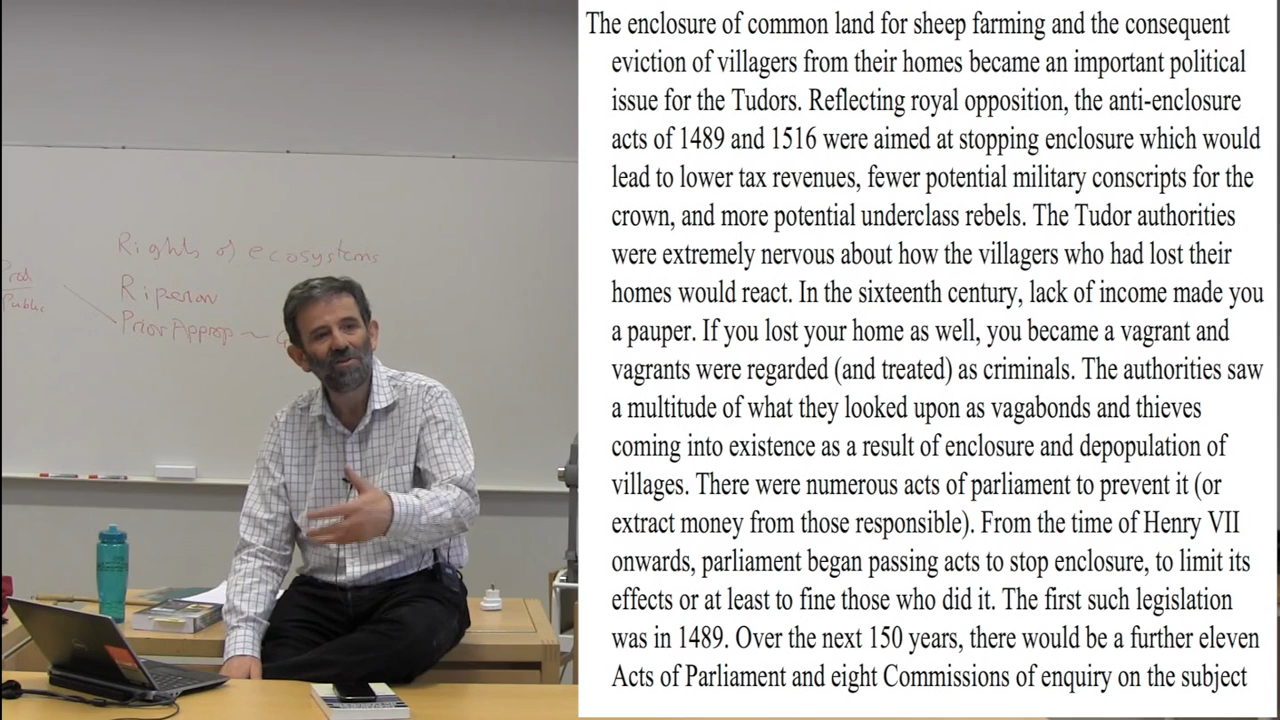 Rights of ecosystems
Riperan
Prior Approp ~
Prod
Public
The enclosure of common land for sheep farming and the consequent
eviction of villagers from their homes became an important political
issue for the Tudors. Reflecting royal opposition, the anti-enclosure
acts of 1489 and 1516 were aimed at stopping enclosure which would
lead to lower tax revenues, fewer potential military conscripts for the
crown, and more potential underclass rebels. The Tudor authorities
were extremely nervous about how the villagers who had lost their
homes would react. In the sixteenth century, lack of income made you
a pauper. If you lost your home as well, you became a vagrant and
vagrants were regarded (and treated) as criminals. The authorities saw
a multitude of what they looked upon as vagabonds and thieves
coming into existence as a result of enclosure and depopulation of
villages. There were numerous acts of parliament to prevent it (or
extract money from those responsible). From the time of Henry VII
onwards, parliament began passing acts to stop enclosure, to limit its
effects or at least to fine those who did it. The first such legislation
was in 1489. Over the next 150 years, there would be a further eleven
Acts of Parliament and eight Commissions of enquiry on the subject